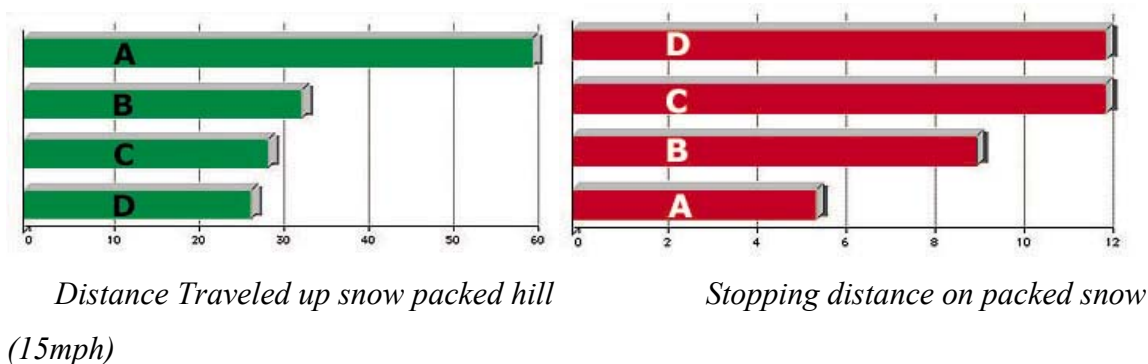 A
B
C
D
0 10 20 30 40 50 60
D
C
B
A
0 2 4 6 8 10 12
Distance Traveled up snow packed hill
(15mph)
Stopping distance on packed snow